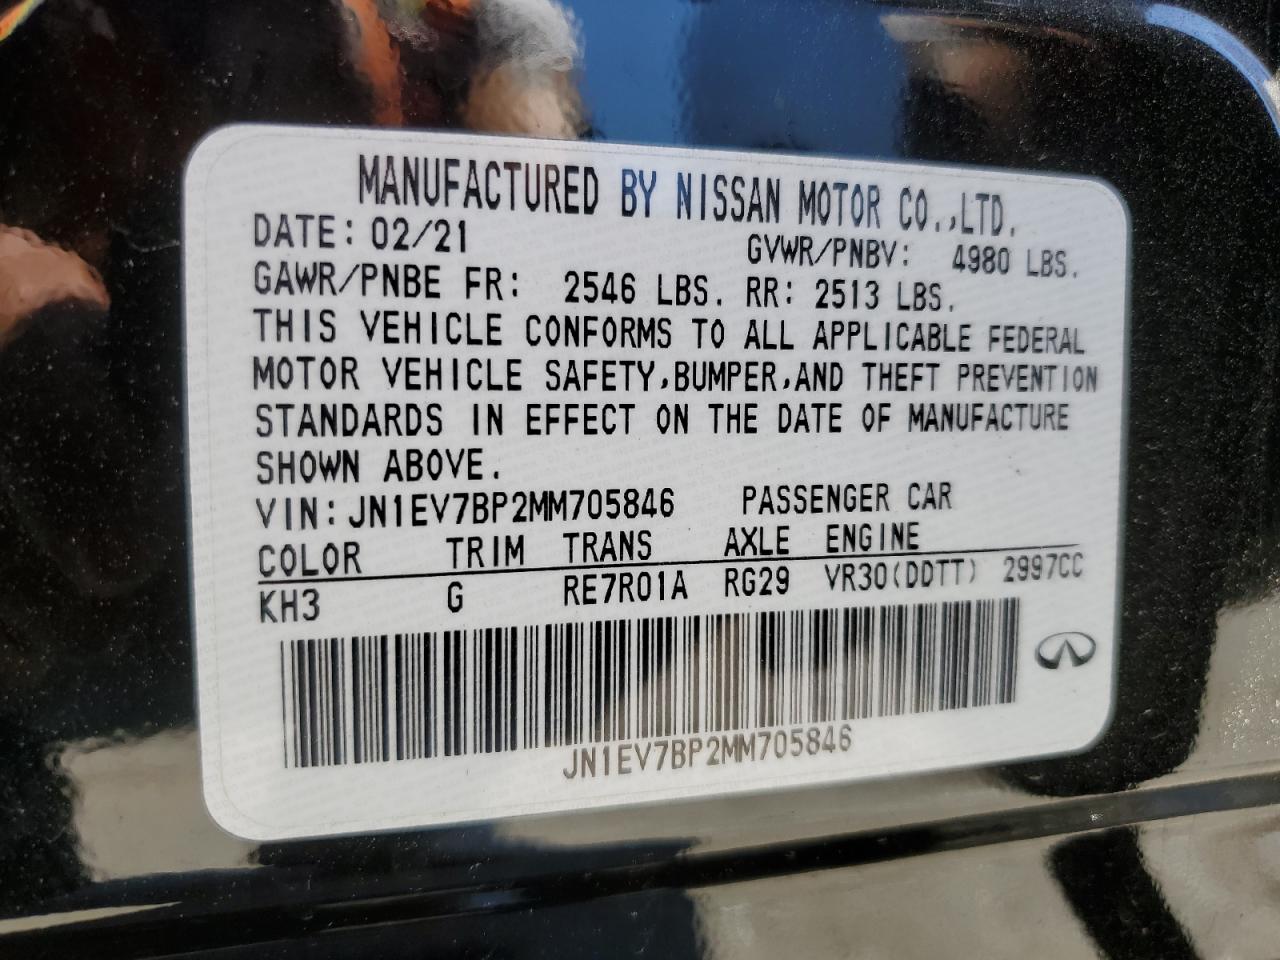 MANUFACTURED BY NISSAN MOTOR CO.,LTD.
DATE: 02/21 GVWR/PNBV: 4980 LBS.
GAWR/PNBE FR: 2546 LBS. RR: 2513 LBS.
THIS VEHICLE CONFORMS TO ALL APPLICABLE FEDERAL
MOTOR VEHICLE SAFETY,BUMPER,AND THEFT PREVENTION
STANDARDS IN EFFECT ON THE DATE OF MANUFACTURE
SHOWN ABOVE.
VIN: JN1EV7BP2MM705846 PASSENGER CAR
COLOR TRIM TRANS AXLE ENGINE
KH3 G RE7R01A RG29 VR30(DDTT) 2997CC
JN1EV7BP2MM705846